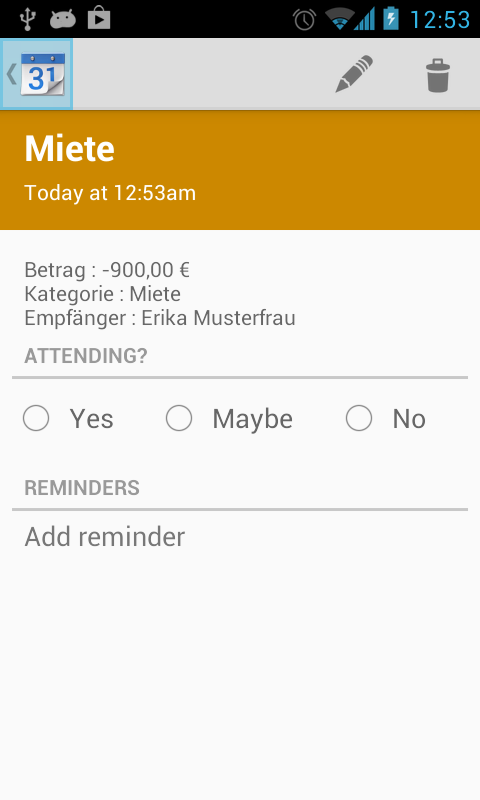 12:53
31
Miete
Today at 12:53am
Betrag : -900,00 €
Kategorie : Miete
Empfänger : Erika Musterfrau
ATTENDING?
Yes Maybe No
REMINDERS
Add reminder